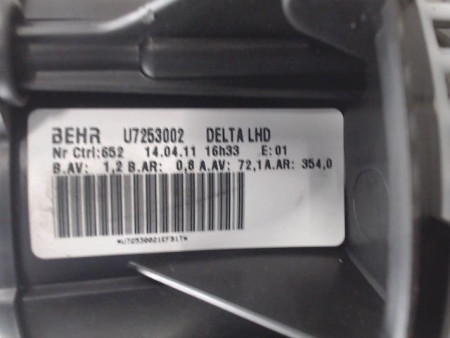 BEHR U7253002 DELTA LHD
Nr Ctrl:652 14.04.11 16h33 E:01
B.AV: 1,2 B.AR: 0,6 A.AV: 72,1 A.AR: 354,0